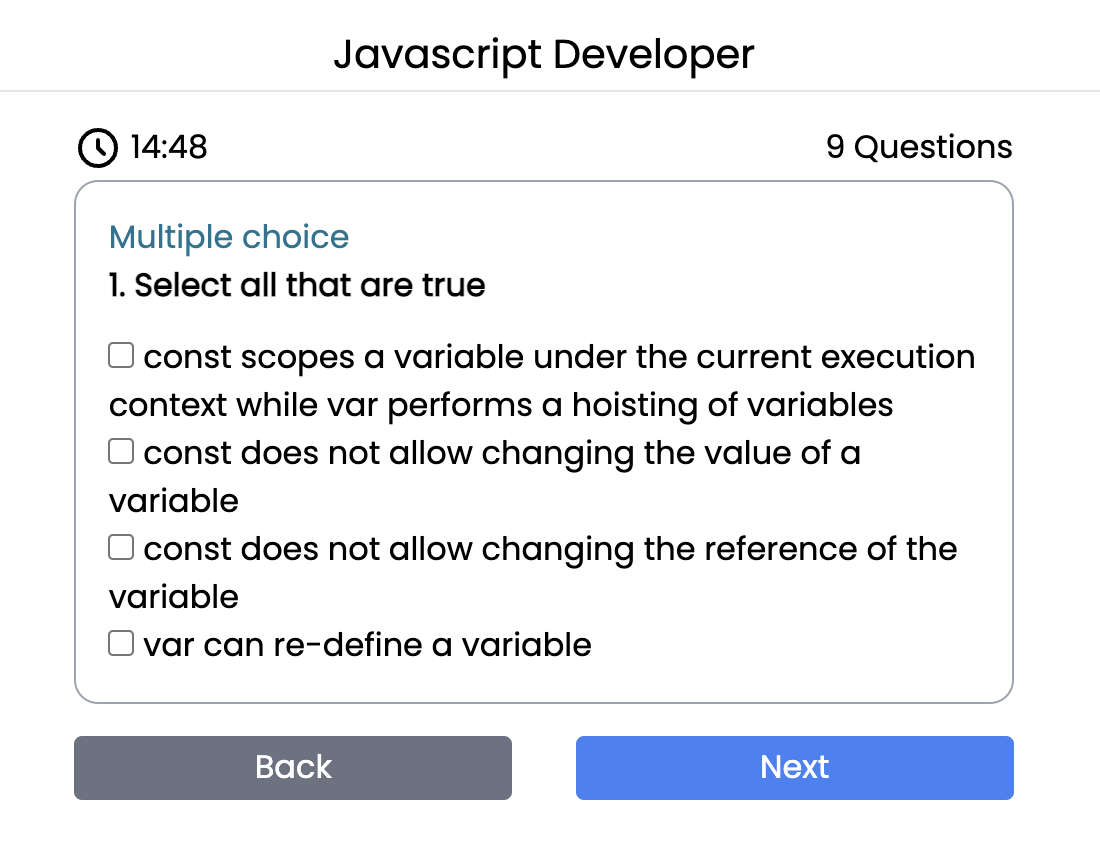 Javascript Developer
14:48
9 Questions
Multiple choice
1. Select all that are true
const scopes a variable under the current execution
context while var performs a hoisting of variables
const does not allow changing the value of a
variable
const does not allow changing the reference of the
variable
var can re-define a variable
Back
Next